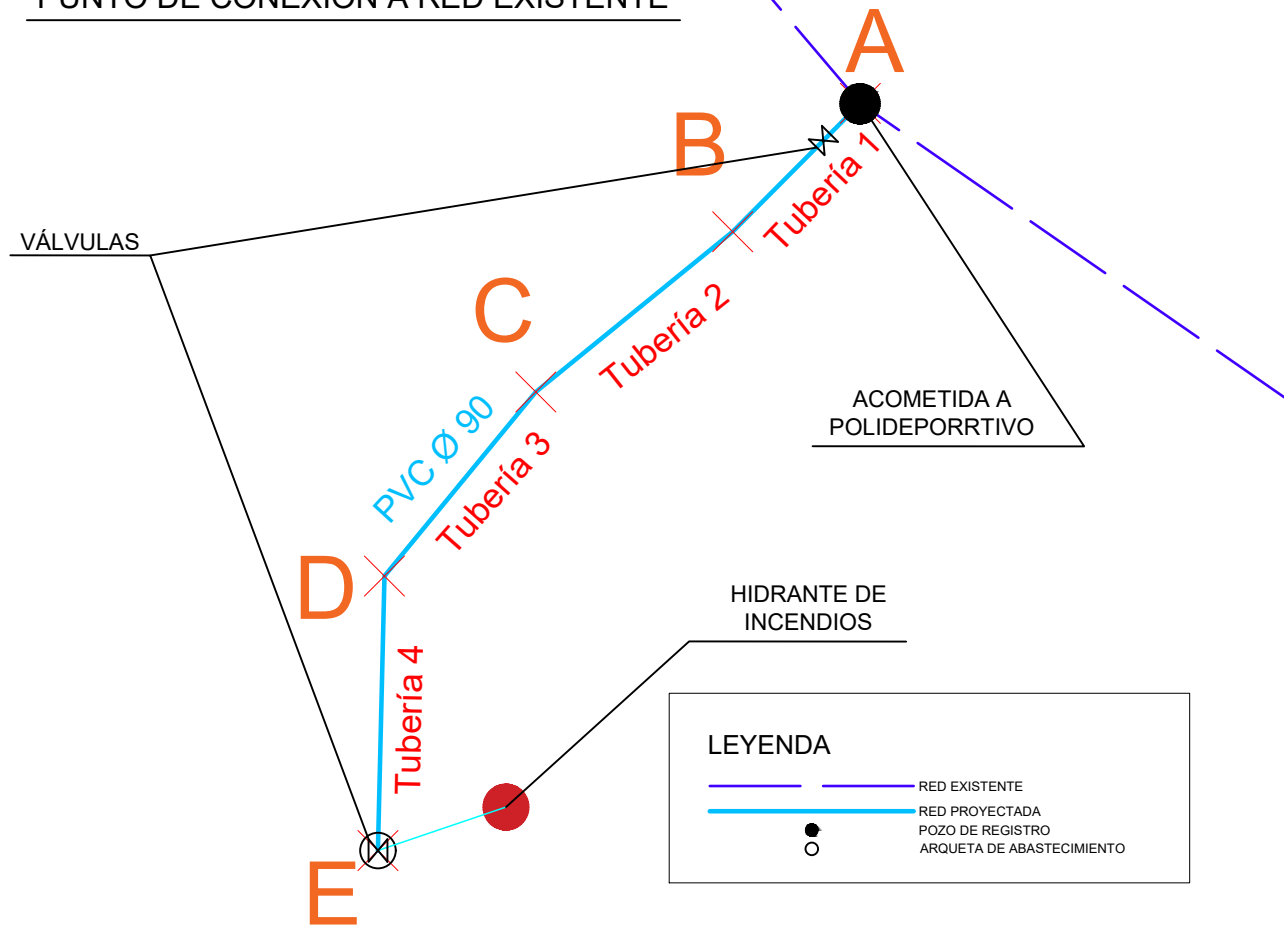 PUNTO DE CONEXIÓN A RED EXISTENTE
A
B
Tubería 1
VÁLVULAS
C
Tubería 2
PVC Ø 90
Tubería 3
ACOMETIDA A
POLIDEPORRTIVO
D
HIDRANTE DE
INCENDIOS
Tubería 4
E
LEYENDA
RED EXISTENTE
RED PROYECTADA
POZO DE REGISTRO
ARQUETA DE ABASTECIMIENTO